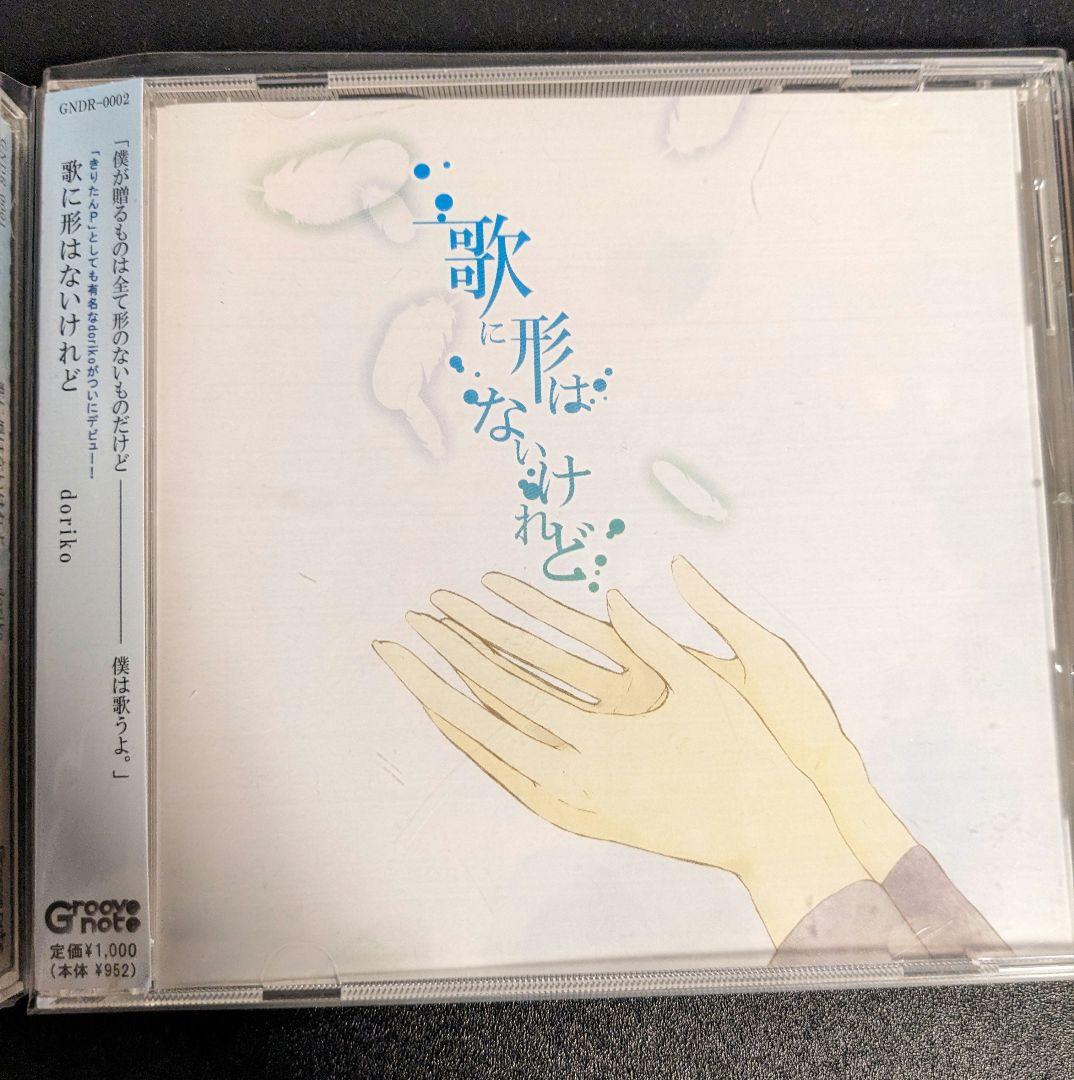 GNDR-0002
「僕が贈るものは全て形のないものだけど――――僕は歌うよ。」
「きりたんP」としても有名なdorikoがついにデビュー！
歌に形はないけれど doriko
Groove note
定価¥1,000
(本体 ¥952)
歌に形はないけれど